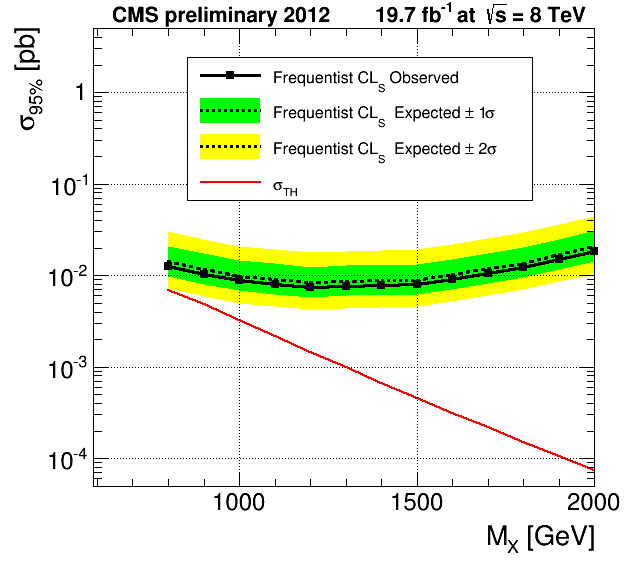 CMS preliminary 2012 19.7 fb⁻¹ at √s = 8 TeV
σ95% [pb]
Frequentist CLS Observed
Frequentist CLS Expected ± 1σ
Frequentist CLS Expected ± 2σ
σTH
1
10⁻¹
10⁻²
10⁻³
10⁻⁴
1000 1500 2000
MX [GeV]